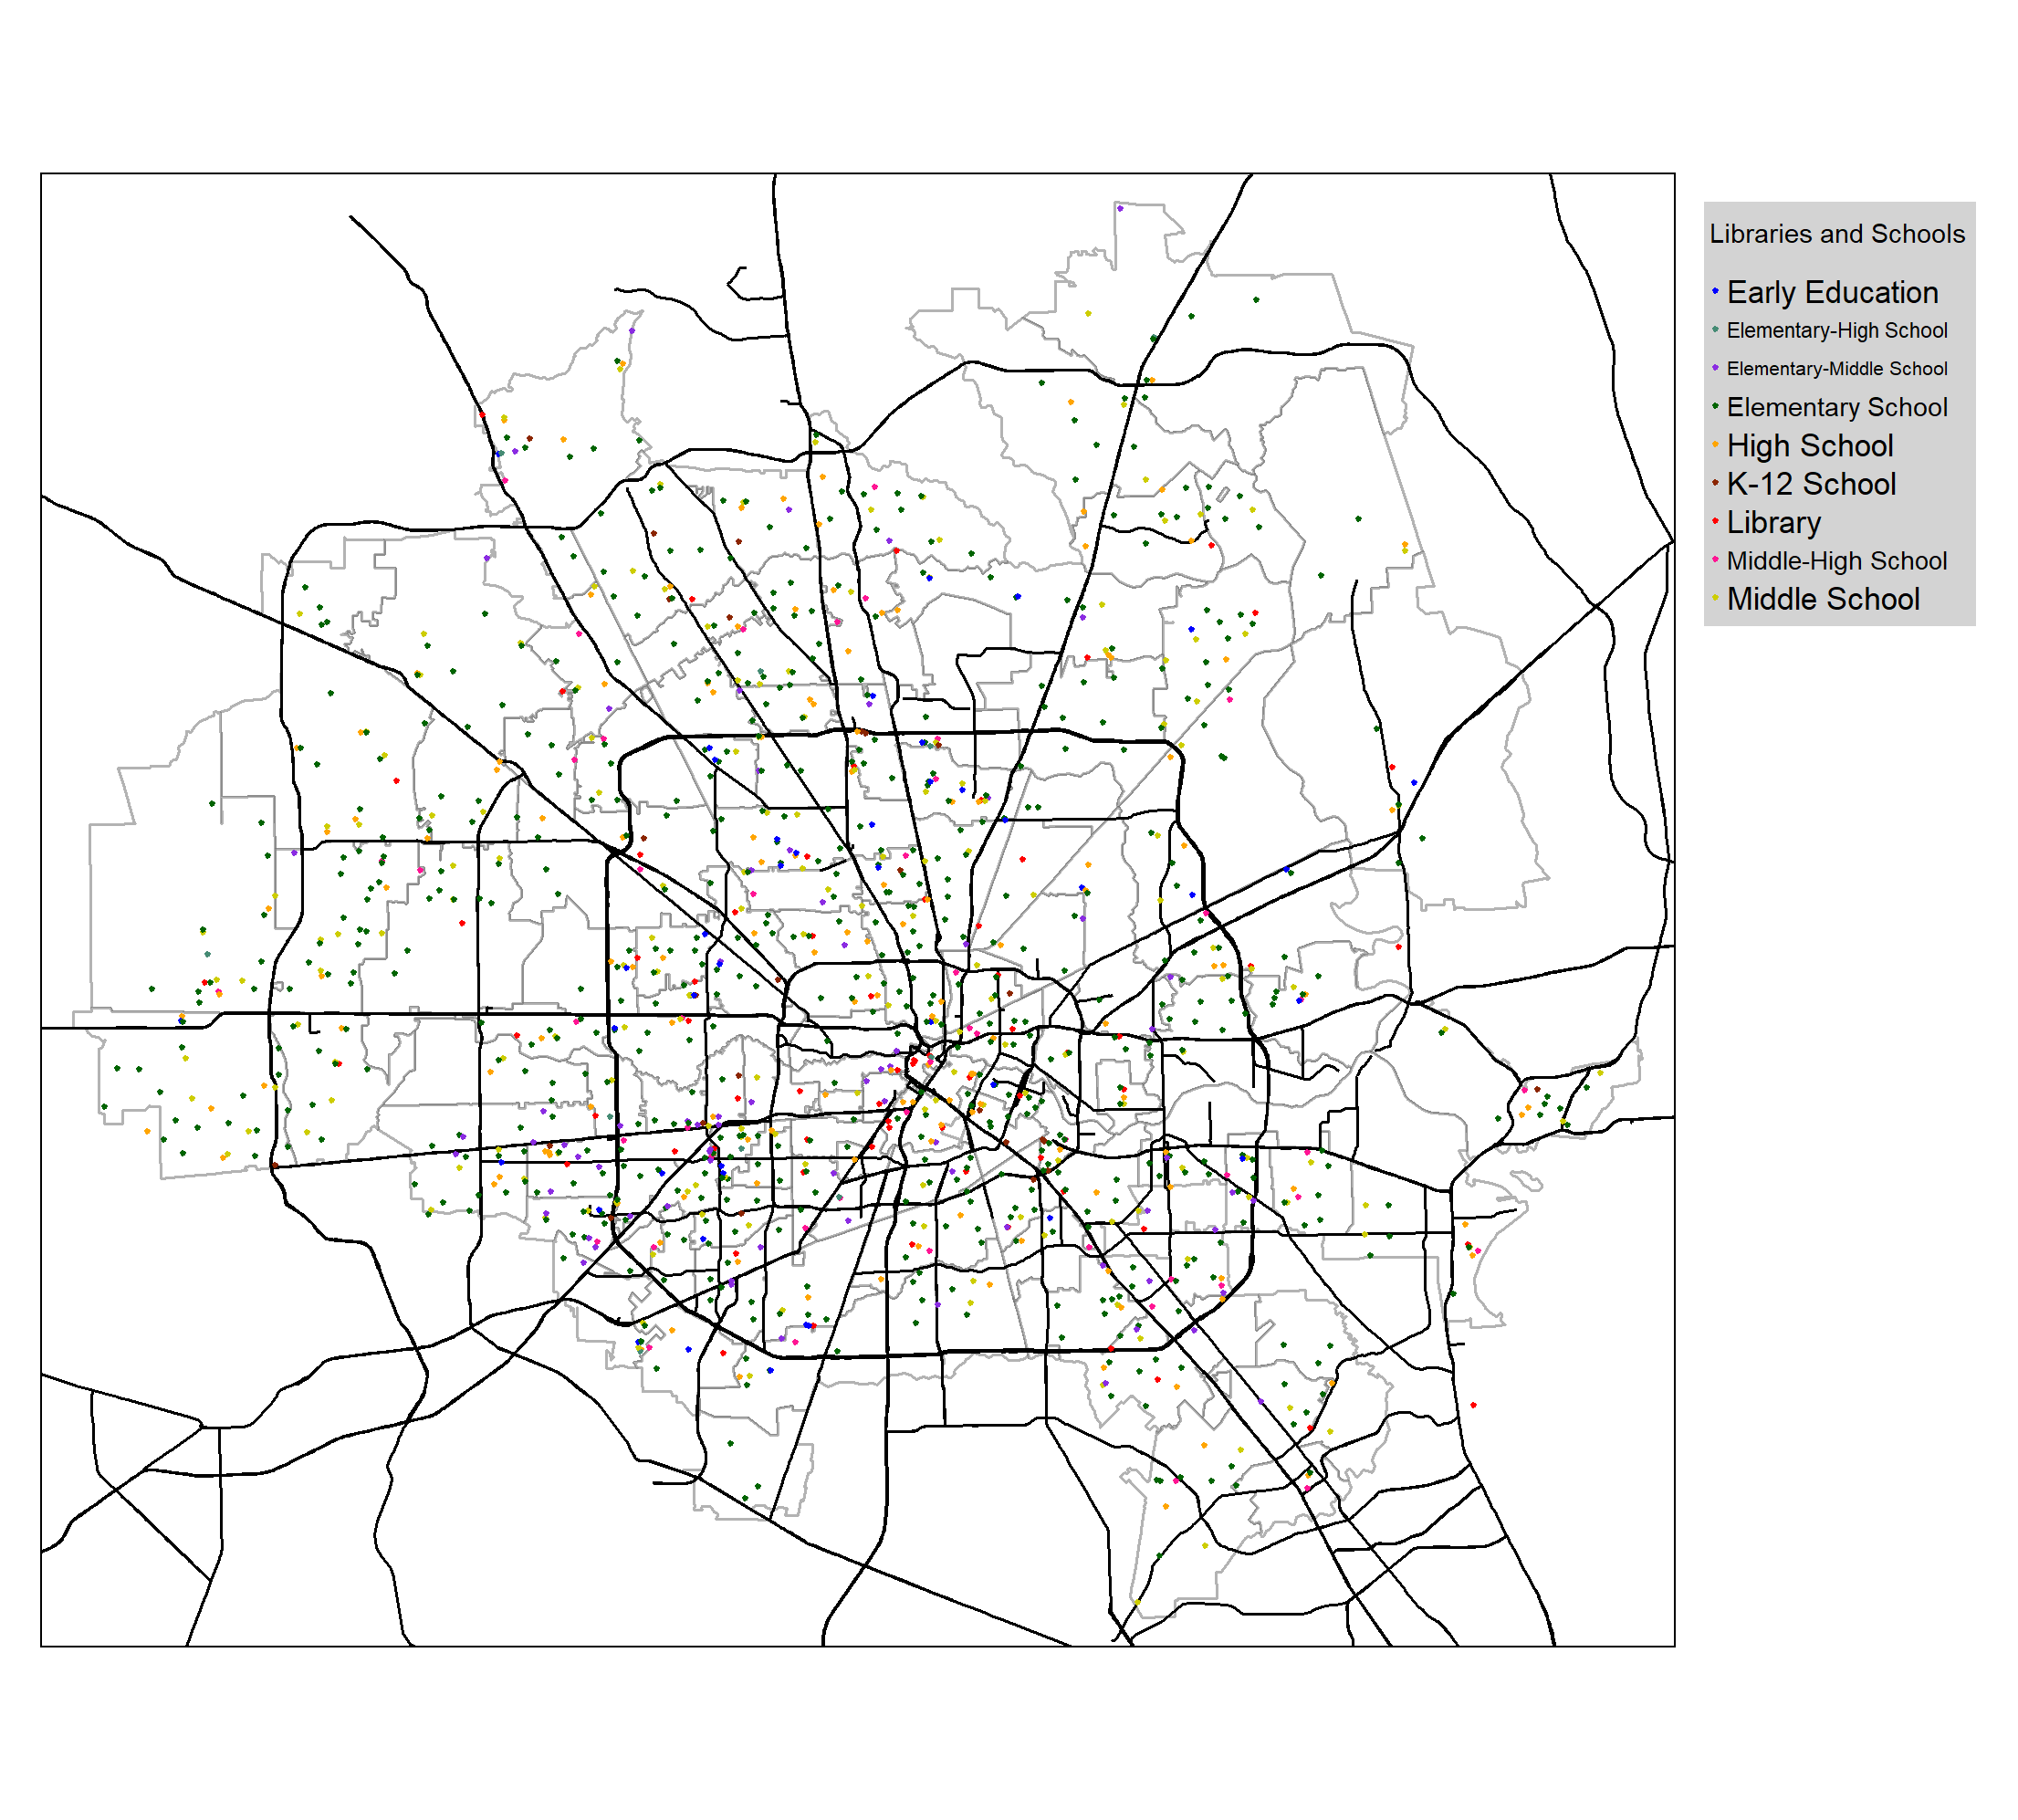 Libraries and Schools
Early Education
Elementary-High School
Elementary-Middle School
Elementary School
High School
K-12 School
Library
Middle-High School
Middle School